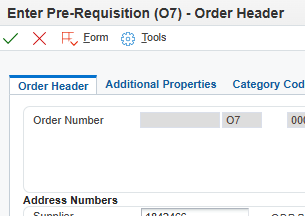 Enter Pre-Requisition (O7) - Order Header
Form Tools
Order Header Additional Properties Category Cod
Order Number O7 000
Address Numbers